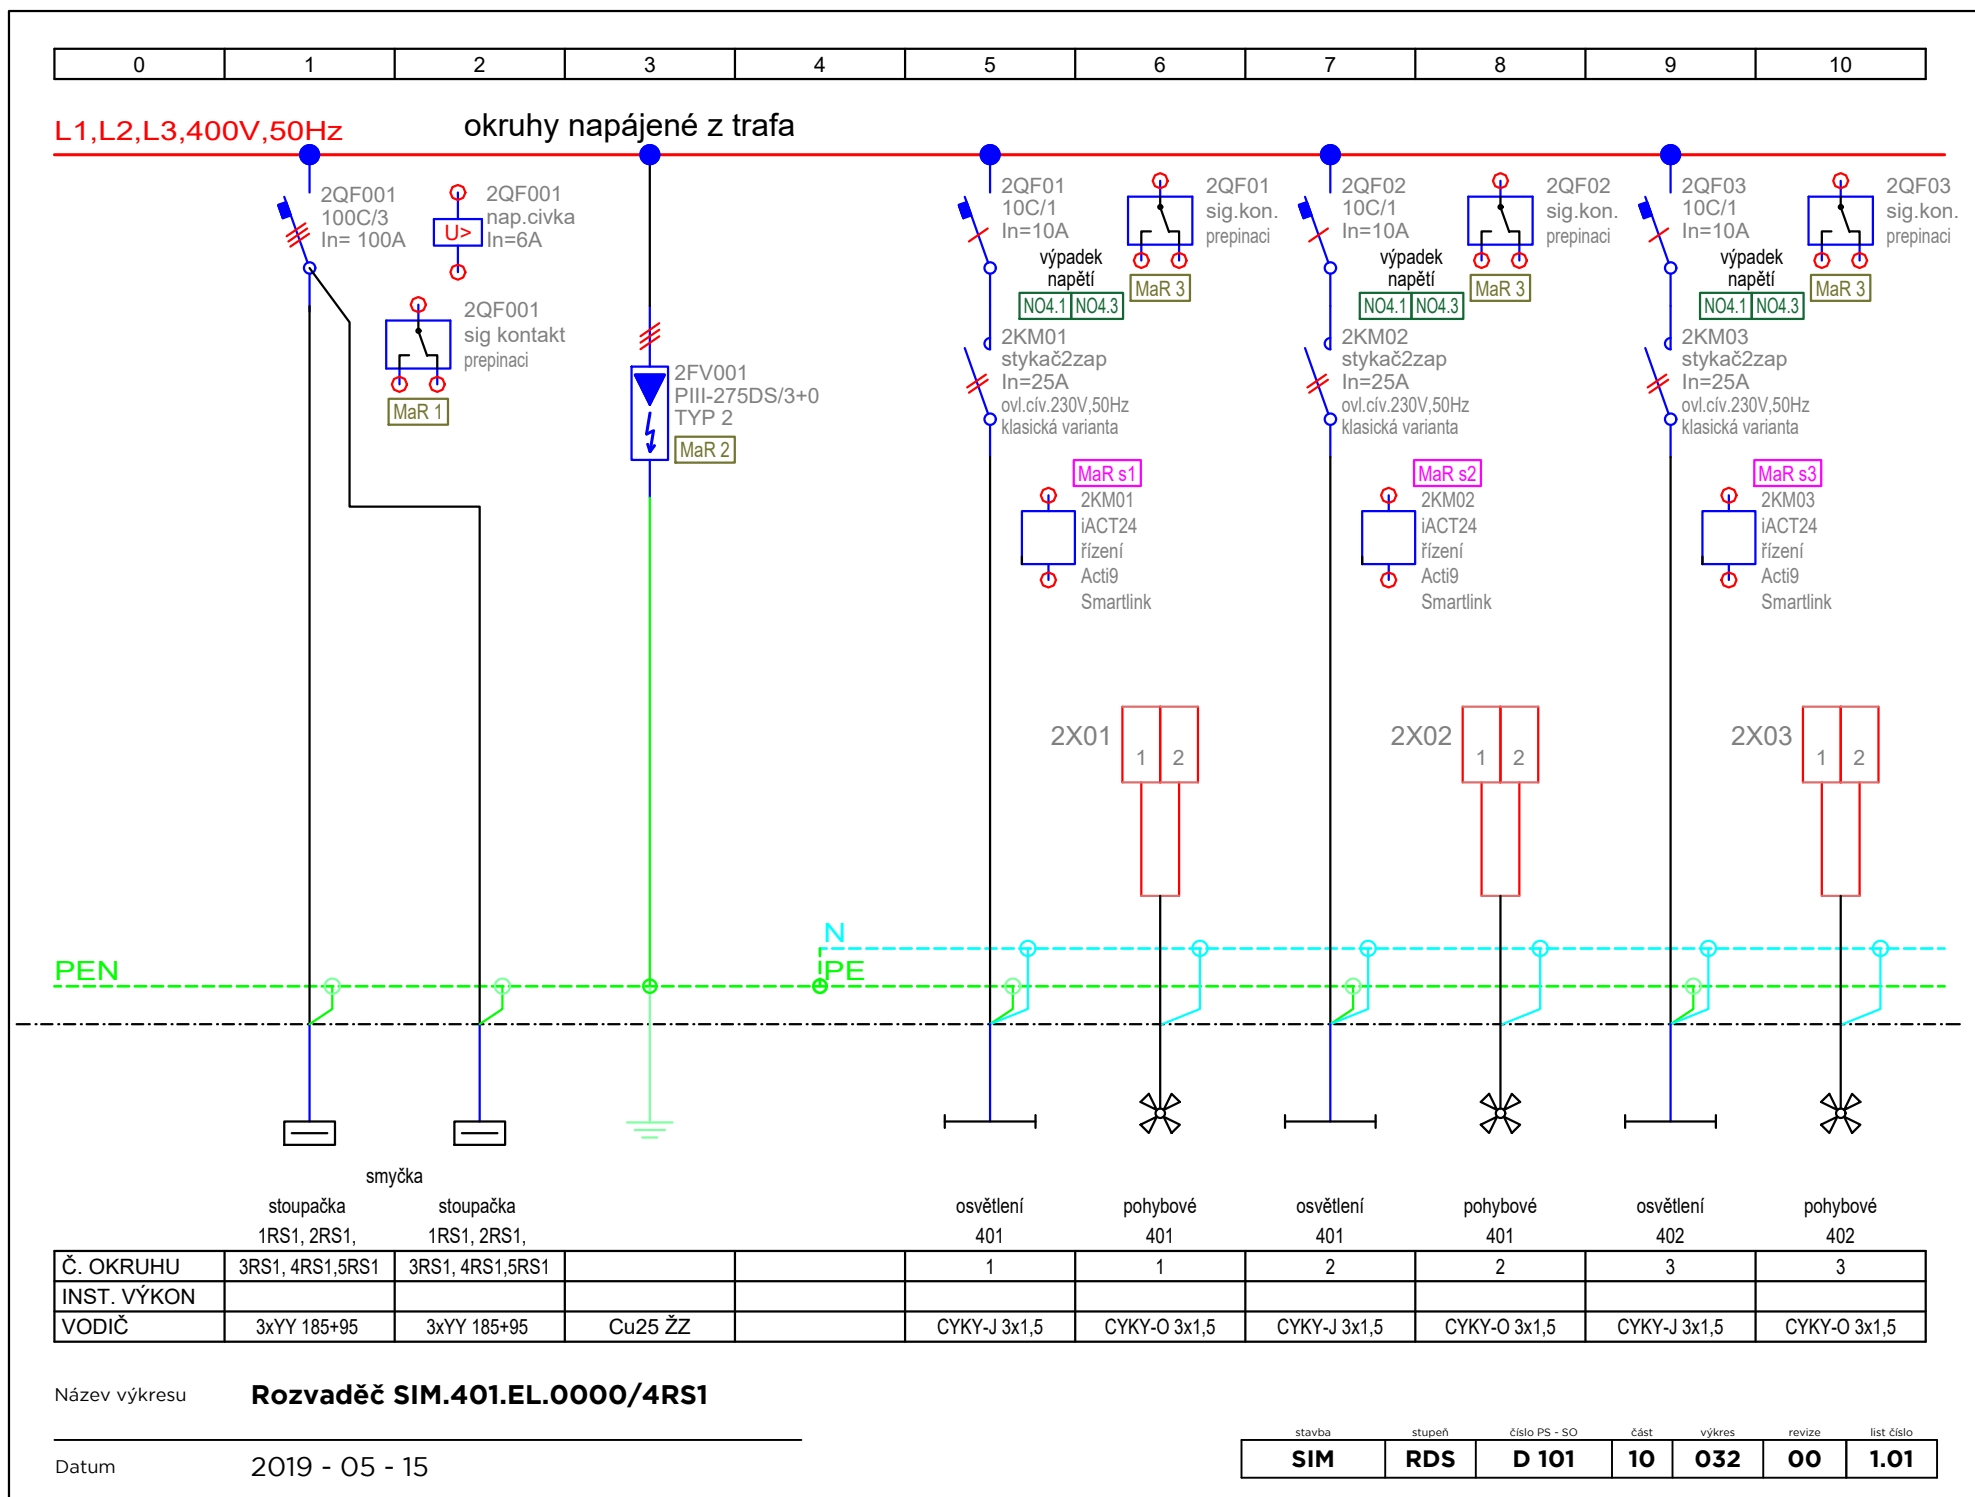 0 1 2 3 4 5 6 7 8 9 10
L1,L2,L3,400V,50Hz
okruhy napájené z trafa
2QF001
100C/3
In= 100A
2QF001
nap.civka
In=6A
U>
2QF001
sig kontakt
prepinaci
MaR 1
2FV001
PIII-275DS/3+0
TYP 2
MaR 2
2QF01
10C/1
In=10A
výpadek
napětí
NO4.1 NO4.3
2KM01
stykač2zap
In=25A
ovl.cív.230V,50Hz
klasická varianta
2QF01
sig.kon.
prepinaci
MaR 3
MaR s1
2KM01
iACT24
řízení
Acti9
Smartlink
2X01
1 2
2QF02
10C/1
In=10A
výpadek
napětí
NO4.1 NO4.3
2KM02
stykač2zap
In=25A
ovl.cív.230V,50Hz
klasická varianta
2QF02
sig.kon.
prepinaci
MaR 3
MaR s2
2KM02
iACT24
řízení
Acti9
Smartlink
2X02
1 2
2QF03
10C/1
In=10A
výpadek
napětí
NO4.1 NO4.3
2KM03
stykač2zap
In=25A
ovl.cív.230V,50Hz
klasická varianta
2QF03
sig.kon.
prepinaci
MaR 3
MaR s3
2KM03
iACT24
řízení
Acti9
Smartlink
2X03
1 2
N
PEN
PE
smyčka
stoupačka stoupačka osvětlení pohybové osvětlení pohybové osvětlení pohybové
1RS1, 2RS1, 1RS1, 2RS1, 401 401 401 401 402 402
Č. OKRUHU 3RS1, 4RS1,5RS1 3RS1, 4RS1,5RS1 1 1 2 2 3 3
INST. VÝKON
VODIČ 3xYY 185+95 3xYY 185+95 Cu25 ŽZ CYKY-J 3x1,5 CYKY-O 3x1,5 CYKY-J 3x1,5 CYKY-O 3x1,5 CYKY-J 3x1,5 CYKY-O 3x1,5
Název výkresu Rozvaděč SIM.401.EL.0000/4RS1
Datum 2019 - 05 - 15
stavba stupeň číslo PS - SO část výkres revize list číslo
SIM RDS D 101 10 032 00 1.01